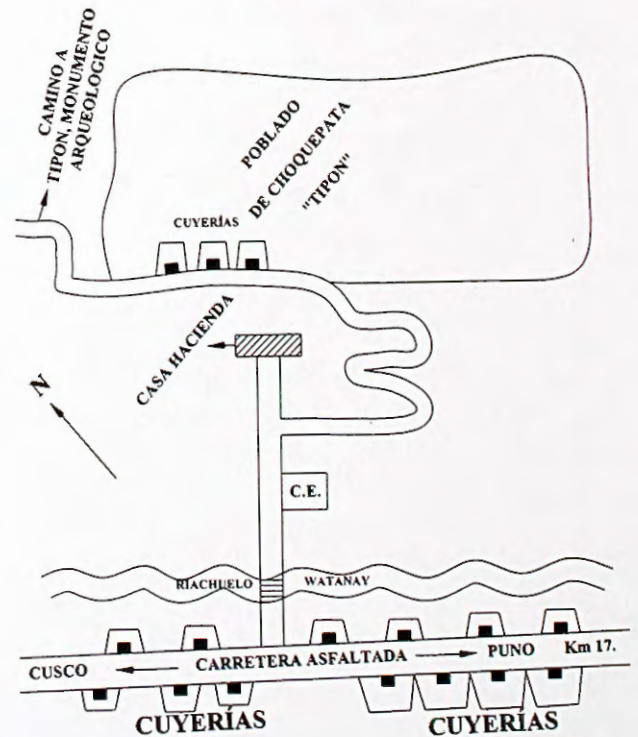 CAMINO A
TIPON, MONUMENTO
ARQUEOLOGICO
POBLADO
DE CHOQUEPATA
"TIPON"
CUYERÍAS
CASA HACIENDA
N
C.E.
RIACHUELO WATANAY
CUSCO CARRETERA ASFALTADA PUNO Km 17.
CUYERÍAS CUYERÍAS